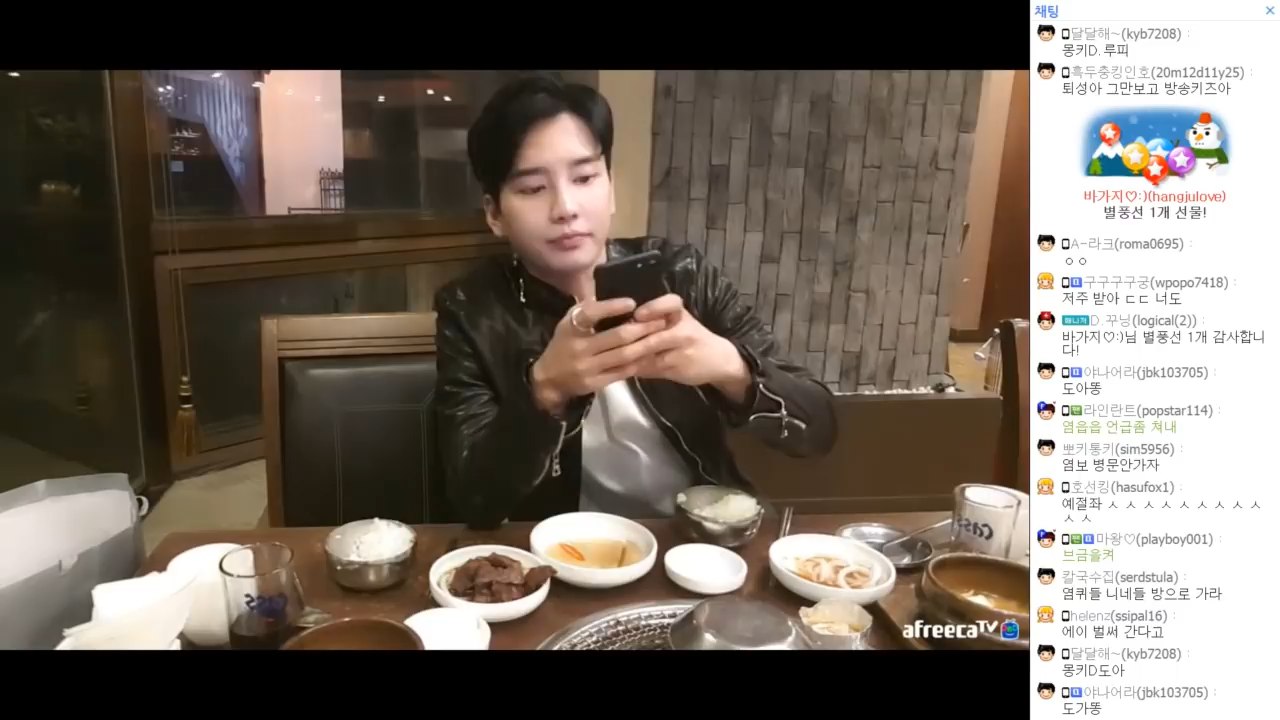 채팅
달달해~(kyb7208) :
몽키D. 루피
흑두충킹인호(20m12d11y25) :
퇴성아 그만보고 방송키즈아
바가지♡:)(hangjulove)
별풍선 1개 선물!
A-라크(roma0695) :
ㅇㅇ
구구구구궁(wpopo7418) :
저주 받아 ㄷㄷ 너도
매니저 D.꾸닝(logical(2)) :
바가지♡:)님 별풍선 1개 감사합니
다!
야나어라(jbk103705) :
도아똥
라인란트(popstar114) :
염읍읍 언급좀 쳐내
뽀키통키(sim5956) :
염보 병문안가자
호선킹(hasufox1) :
예절좌 ㅅ ㅅ ㅅ ㅅ ㅅ ㅅ ㅅ ㅅ ㅅ
ㅅ ㅅ
마왕♡(playboy001) :
브금을켜
칼국수집(serdstula) :
염퀴들 니네들 방으로 가라
helenz(ssipal16) :
에이 벌써 간다고
달달해~(kyb7208) :
몽키D도아
야나어라(jbk103705) :
도가똥
cass
cass
afreecaTV